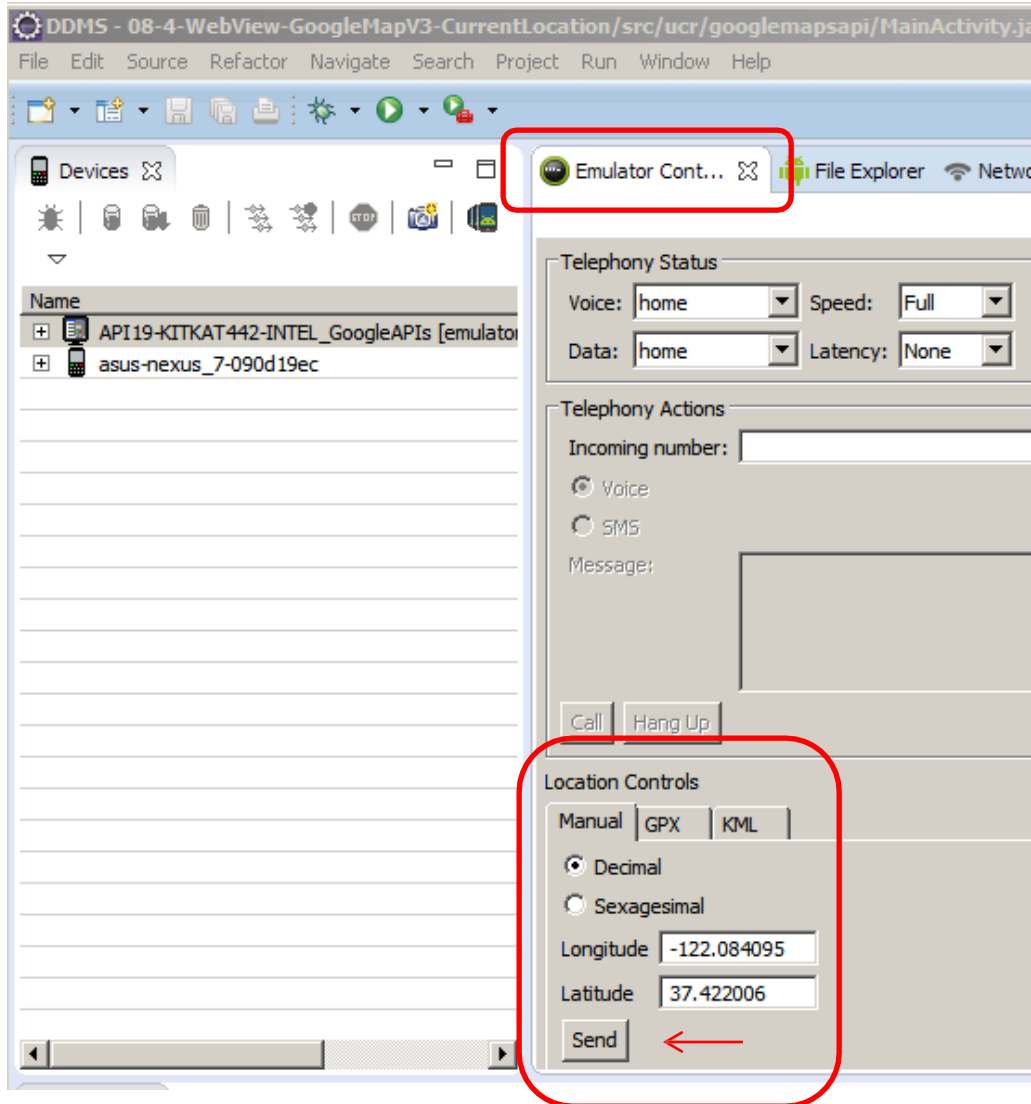 DDMS - 08-4-WebView-GoogleMapV3-CurrentLocation/src/ucr/googlemapsapi/MainActivity.ja
File Edit Source Refactor Navigate Search Project Run Window Help
Devices
Name
API19-KITKAT442-INTEL_GoogleAPIs [emulator
asus-nexus_7-090d19ec
Emulator Cont... File Explorer Netwo
Telephony Status
Voice: home Speed: Full
Data: home Latency: None
Telephony Actions
Incoming number:
Voice
SMS
Message:
Call Hang Up
Location Controls
Manual GPX KML
Decimal
Sexagesimal
Longitude -122.084095
Latitude 37.422006
Send